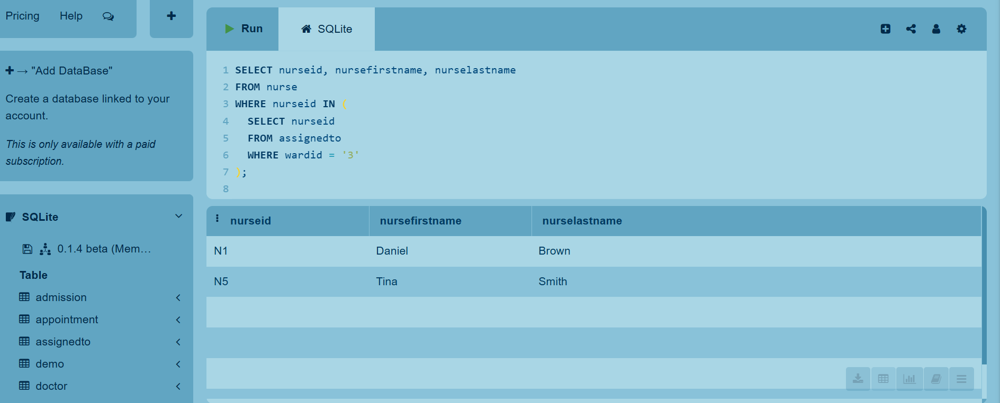 Pricing Help
Run SQLite
"Add DataBase"
Create a database linked to your
account.
This is only available with a paid
subscription.
SQLite
0.1.4 beta (Mem...
Table
admission
appointment
assignedto
demo
doctor
1 SELECT nurseid, nursefirstname, nurselastname
2 FROM nurse
3 WHERE nurseid IN (
4 SELECT nurseid
5 FROM assignedto
6 WHERE wardid = '3'
7 );
8
nurseid nursefirstname nurselastname
N1 Daniel Brown
N5 Tina Smith